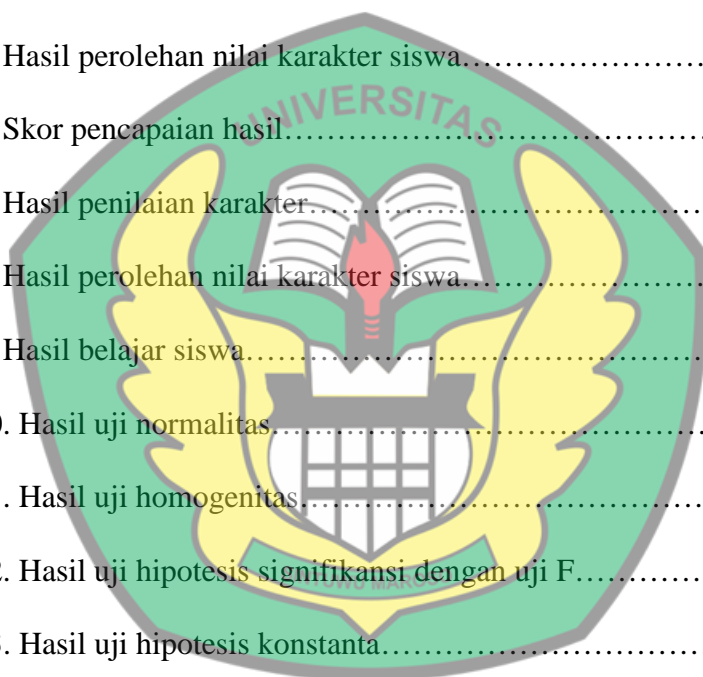 Hasil perolehan nilai karakter siswa……………………
UNIVERSITAS
Skor pencapaian hasil……………………………………
Hasil penilaian karakter…………………………………
Hasil perolehan nilai karakter siswa……………………
Hasil belajar siswa………………………………………
. Hasil uji normalitas……………………………………
. Hasil uji homogenitas…………………………………
. Hasil uji hipotesis signifikansi dengan uji F…………
MAROS
. Hasil uji hipotesis konstanta……………………………